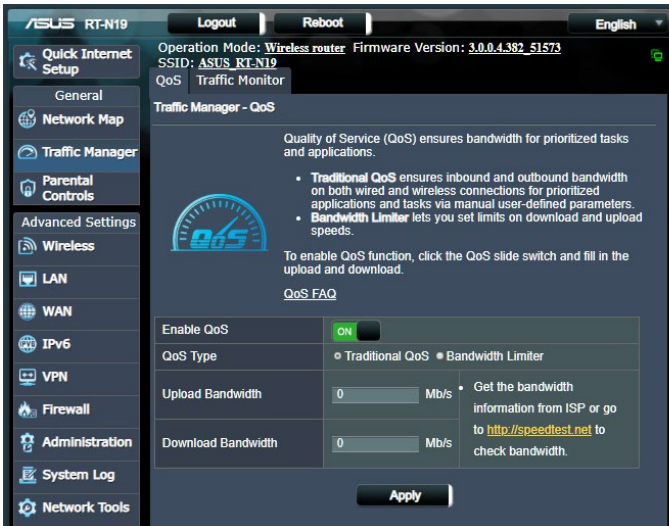 ASUS RT-N19
Logout
Reboot
English
Quick Internet
Setup
General
Network Map
Traffic Manager
Parental
Controls
Advanced Settings
Wireless
LAN
WAN
IPv6
VPN
Firewall
Administration
System Log
Network Tools
Operation Mode: Wireless router Firmware Version: 3.0.0.4.382_51573
SSID: ASUS_RT-N19
QoS Traffic Monitor
Traffic Manager - QoS
QoS
Quality of Service (QoS) ensures bandwidth for prioritized tasks
and applications.
• Traditional QoS ensures inbound and outbound bandwidth
on both wired and wireless connections for prioritized
applications and tasks via manual user-defined parameters.
• Bandwidth Limiter lets you set limits on download and upload
speeds.
To enable QoS function, click the QoS slide switch and fill in the
upload and download.
QoS FAQ
Enable QoS ON
QoS Type Traditional QoS Bandwidth Limiter
Upload Bandwidth 0 Mb/s
Download Bandwidth 0 Mb/s
• Get the bandwidth
information from ISP or go
to http://speedtest.net to
check bandwidth.
Apply